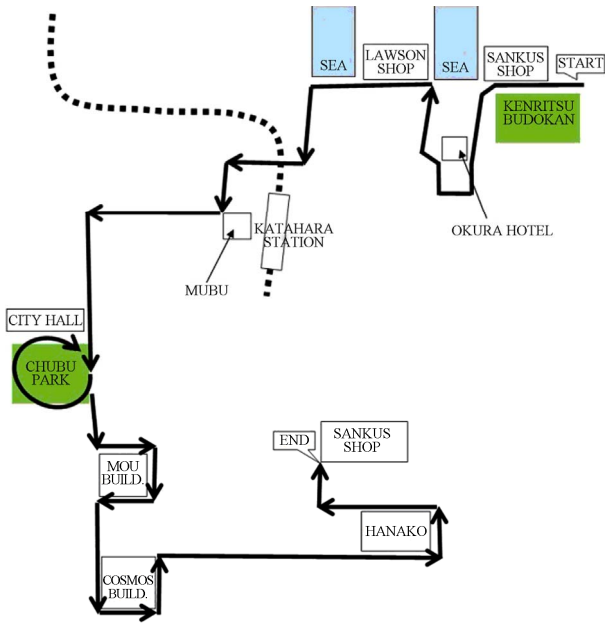 SEA
LAWSON
SHOP
SEA
SANKUS
SHOP
START
KENRITSU
BUDOKAN
OKURA HOTEL
KATAHARA
STATION
MUBU
CITY HALL
CHUBU
PARK
MOU
BUILD.
COSMOS
BUILD.
END
SANKUS
SHOP
HANAKO